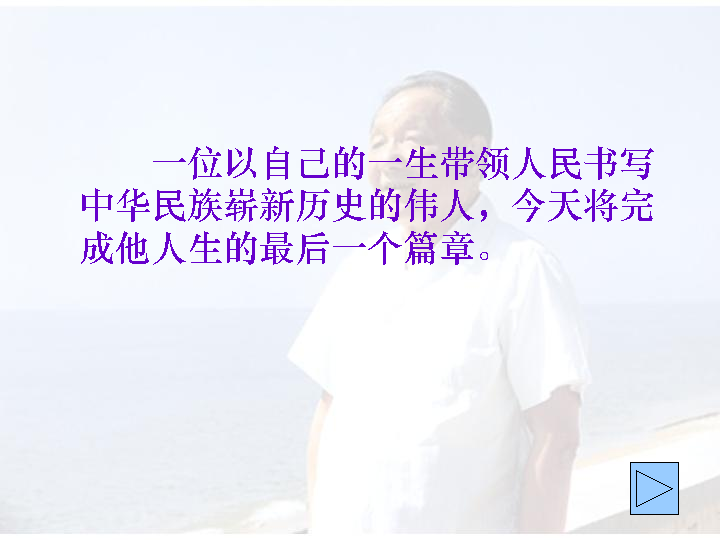 一位以自己的一生带领人民书写
中华民族崭新历史的伟人，今天将完
成他人生的最后一个篇章。